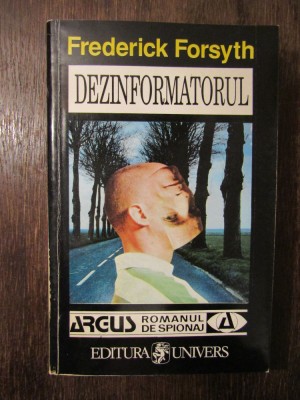 Frederick Forsyth
DEZINFORMATORUL
ARGUS ROMANUL
DE SPIONAJ
EDITURA UNIVERS